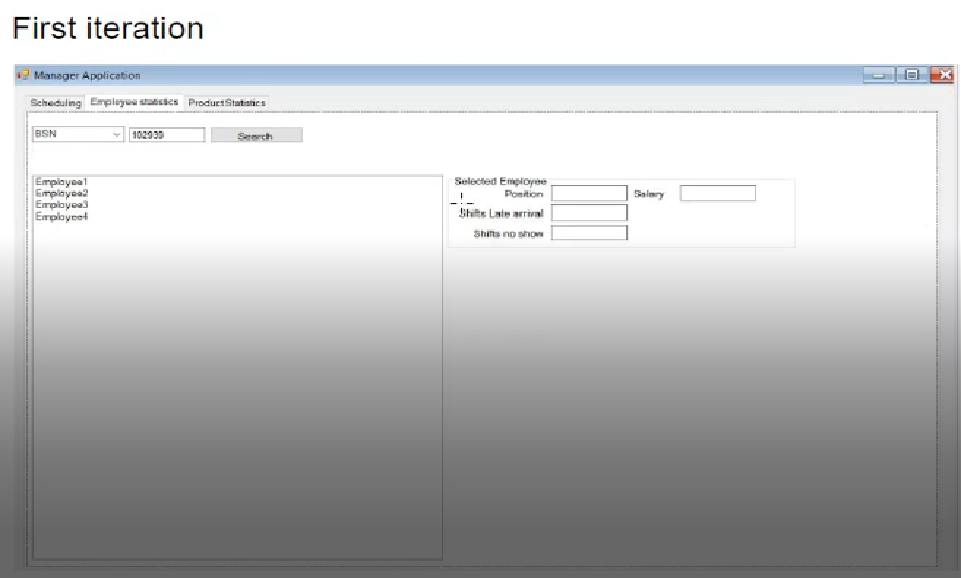 First iteration
Manager Application
Scheduling Employee statistics ProductStatistics
BSN 102939 Search
Employee1
Employee2
Employee3
Employee4
Selected Employee
Position Salary
Shifts Late arrival
Shifts no show